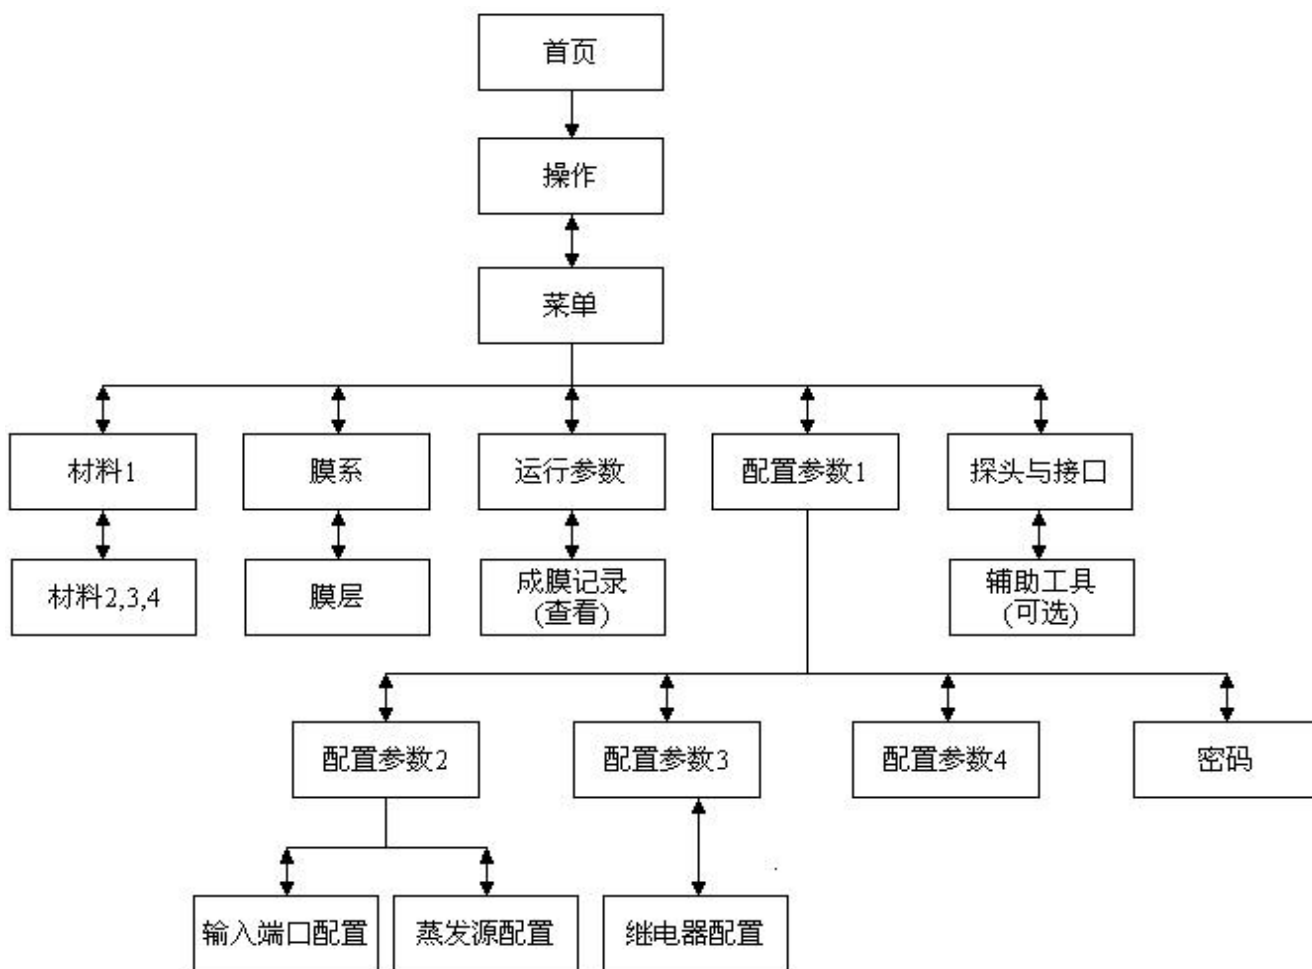 首页
操作
菜单
材料1
膜系
运行参数
配置参数1
探头与接口
材料2,3,4
膜层
成膜记录
(查看)
辅助工具
(可选)
配置参数2
配置参数3
配置参数4
密码
输入端口配置
蒸发源配置
继电器配置